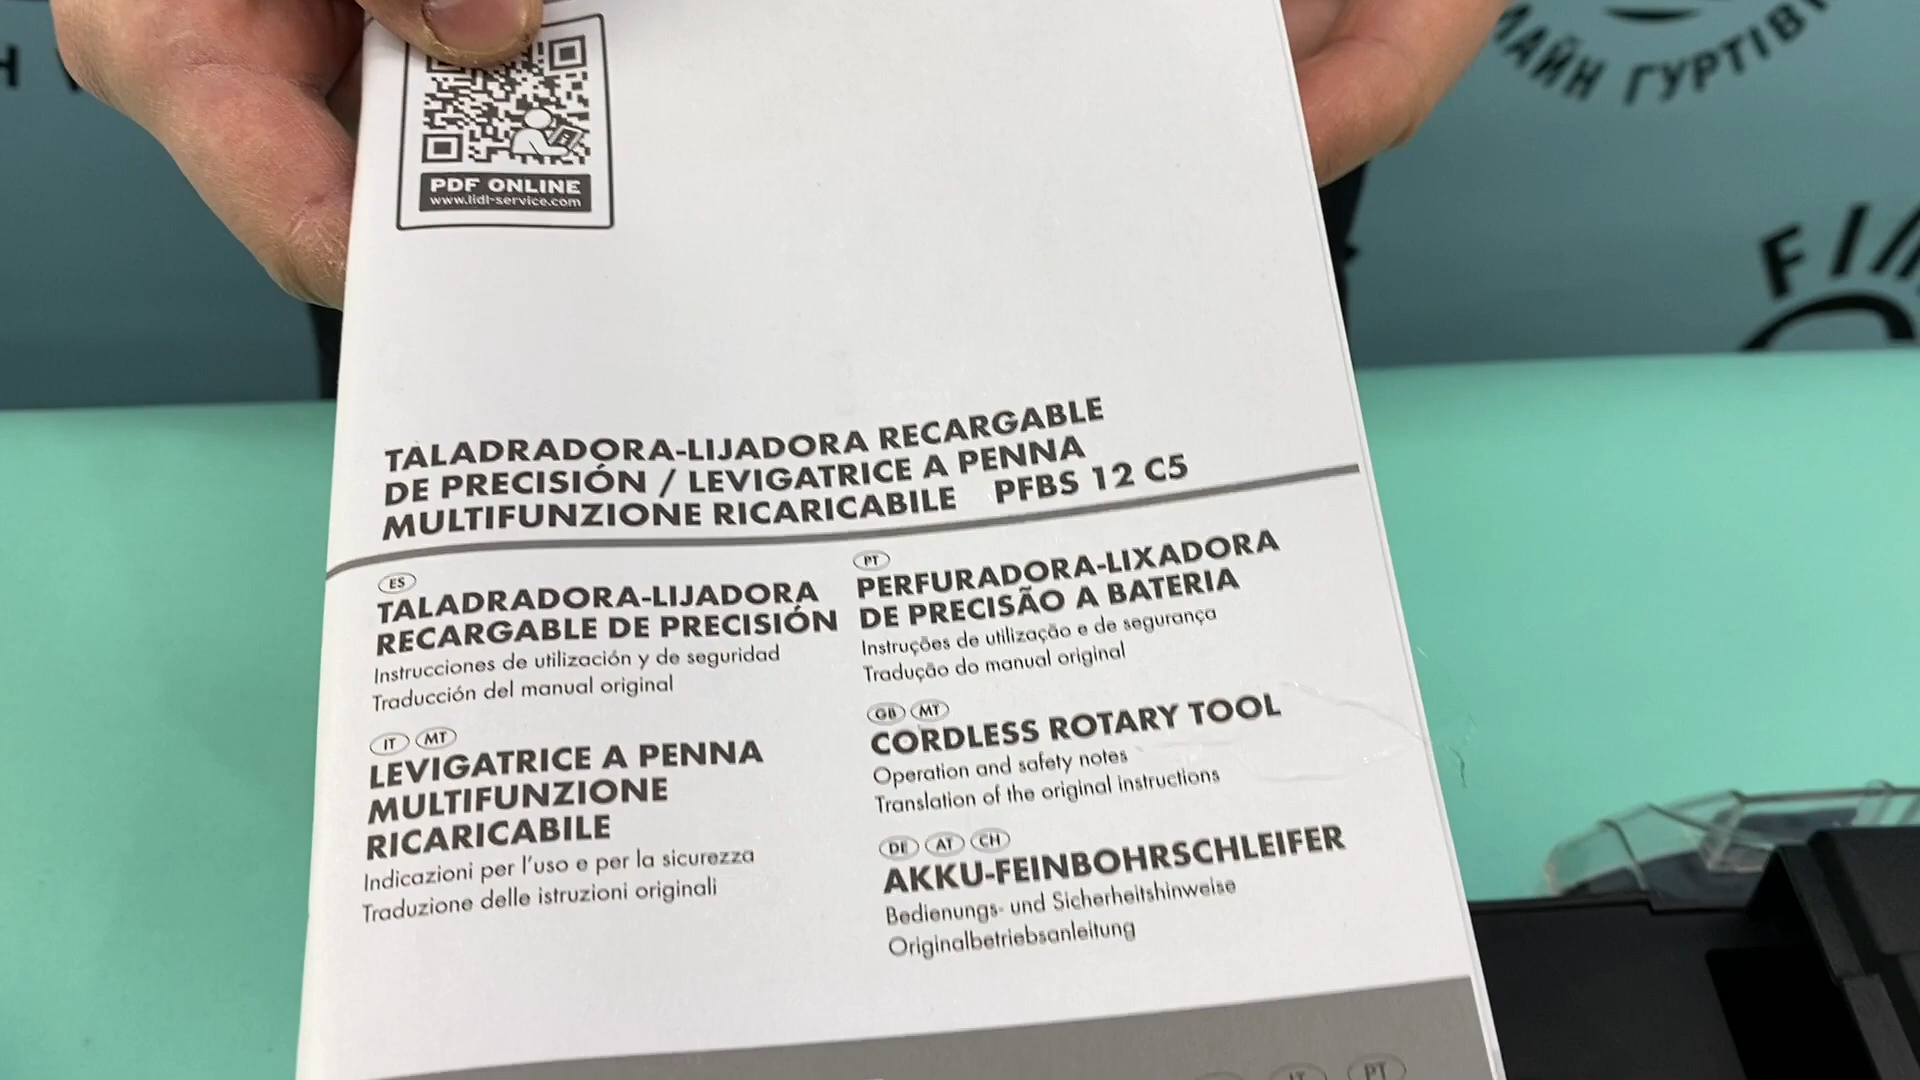 ЛАЙН ГУРТІВ
PDF ONLINE
www.lidl-service.com
TALADRADORA-LIJADORA RECARGABLE
DE PRECISIÓN / LEVIGATRICE A PENNA
MULTIFUNZIONE RICARICABILE PFBS 12 C5
ES
TALADRADORA-LIJADORA
RECARGABLE DE PRECISIÓN
Instrucciones de utilización y de seguridad
Traducción del manual original
IT MT
LEVIGATRICE A PENNA
MULTIFUNZIONE
RICARICABILE
Indicazioni per l'uso e per la sicurezza
Traduzione delle istruzioni originali
PT
PERFURADORA-LIXADORA
DE PRECISÃO A BATERIA
Instruções de utilização e de segurança
Tradução do manual original
GB MT
CORDLESS ROTARY TOOL
Operation and safety notes
Translation of the original instructions
DE AT CH
AKKU-FEINBOHRSCHLEIFER
Bedienungs- und Sicherheitshinweise
Originalbetriebsanleitung
IT PT